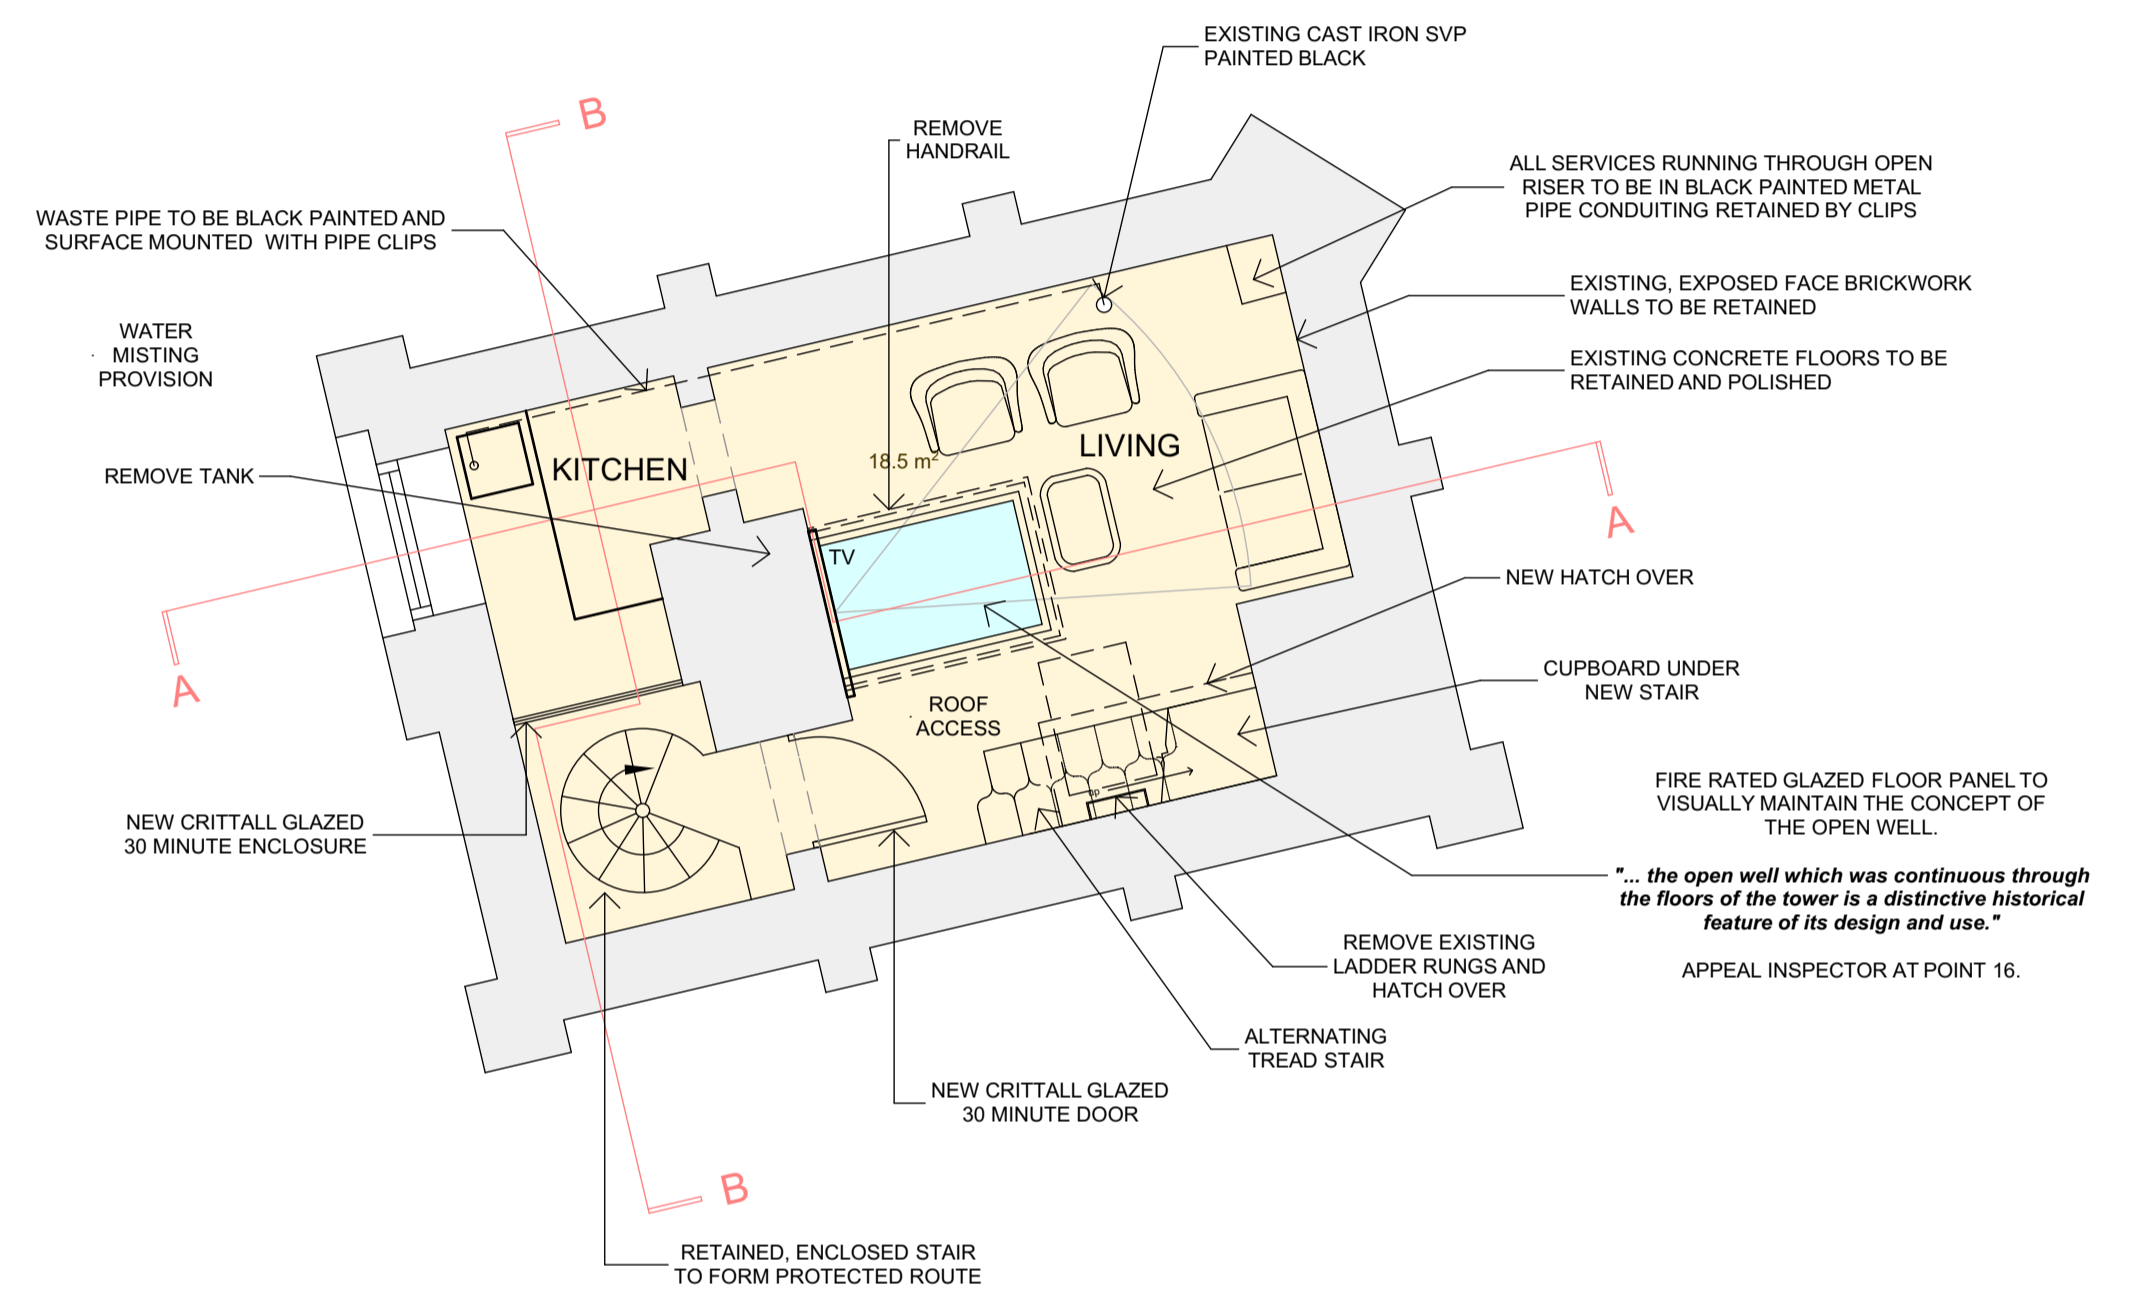 EXISTING CAST IRON SVP
PAINTED BLACK
B
REMOVE
HANDRAIL
ALL SERVICES RUNNING THROUGH OPEN
RISER TO BE IN BLACK PAINTED METAL
PIPE CONDUITING RETAINED BY CLIPS
WASTE PIPE TO BE BLACK PAINTED AND
SURFACE MOUNTED WITH PIPE CLIPS
EXISTING, EXPOSED FACE BRICKWORK
WALLS TO BE RETAINED
WATER
MISTING
PROVISION
EXISTING CONCRETE FLOORS TO BE
RETAINED AND POLISHED
LIVING
18.5 m²
KITCHEN
REMOVE TANK
A
TV
NEW HATCH OVER
A
CUPBOARD UNDER
NEW STAIR
ROOF
ACCESS
up
FIRE RATED GLAZED FLOOR PANEL TO
VISUALLY MAINTAIN THE CONCEPT OF
THE OPEN WELL.
"... the open well which was continuous through
the floors of the tower is a distinctive historical
feature of its design and use."
APPEAL INSPECTOR AT POINT 16.
NEW CRITTALL GLAZED
30 MINUTE ENCLOSURE
REMOVE EXISTING
LADDER RUNGS AND
HATCH OVER
ALTERNATING
TREAD STAIR
NEW CRITTALL GLAZED
30 MINUTE DOOR
B
RETAINED, ENCLOSED STAIR
TO FORM PROTECTED ROUTE